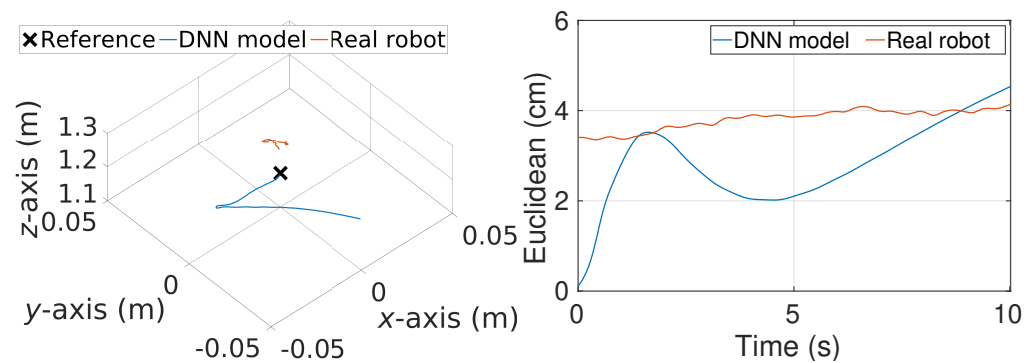 Reference DNN model Real robot
1.3
1.2
1.1
0.05
0
-0.05
z-axis (m)
y-axis (m)
0.05
0
-0.05
x-axis (m)
DNN model Real robot
6
4
2
0
Euclidean (cm)
0 5 10
Time (s)